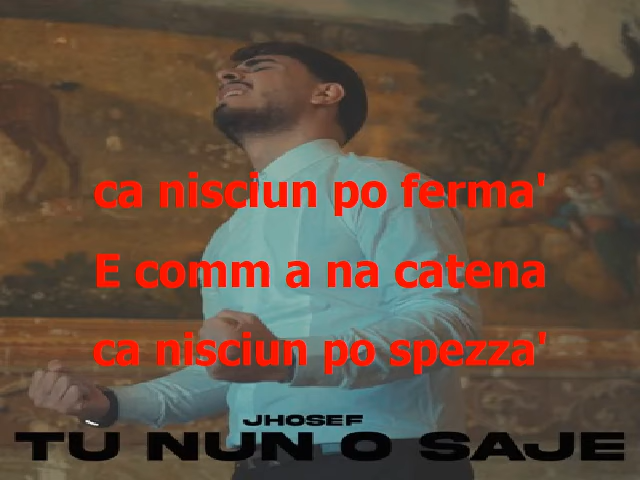 ca nisciun po ferma'
E comm a na catena
ca nisciun po spezza'
JHOSEF
TU NUN O SAJE